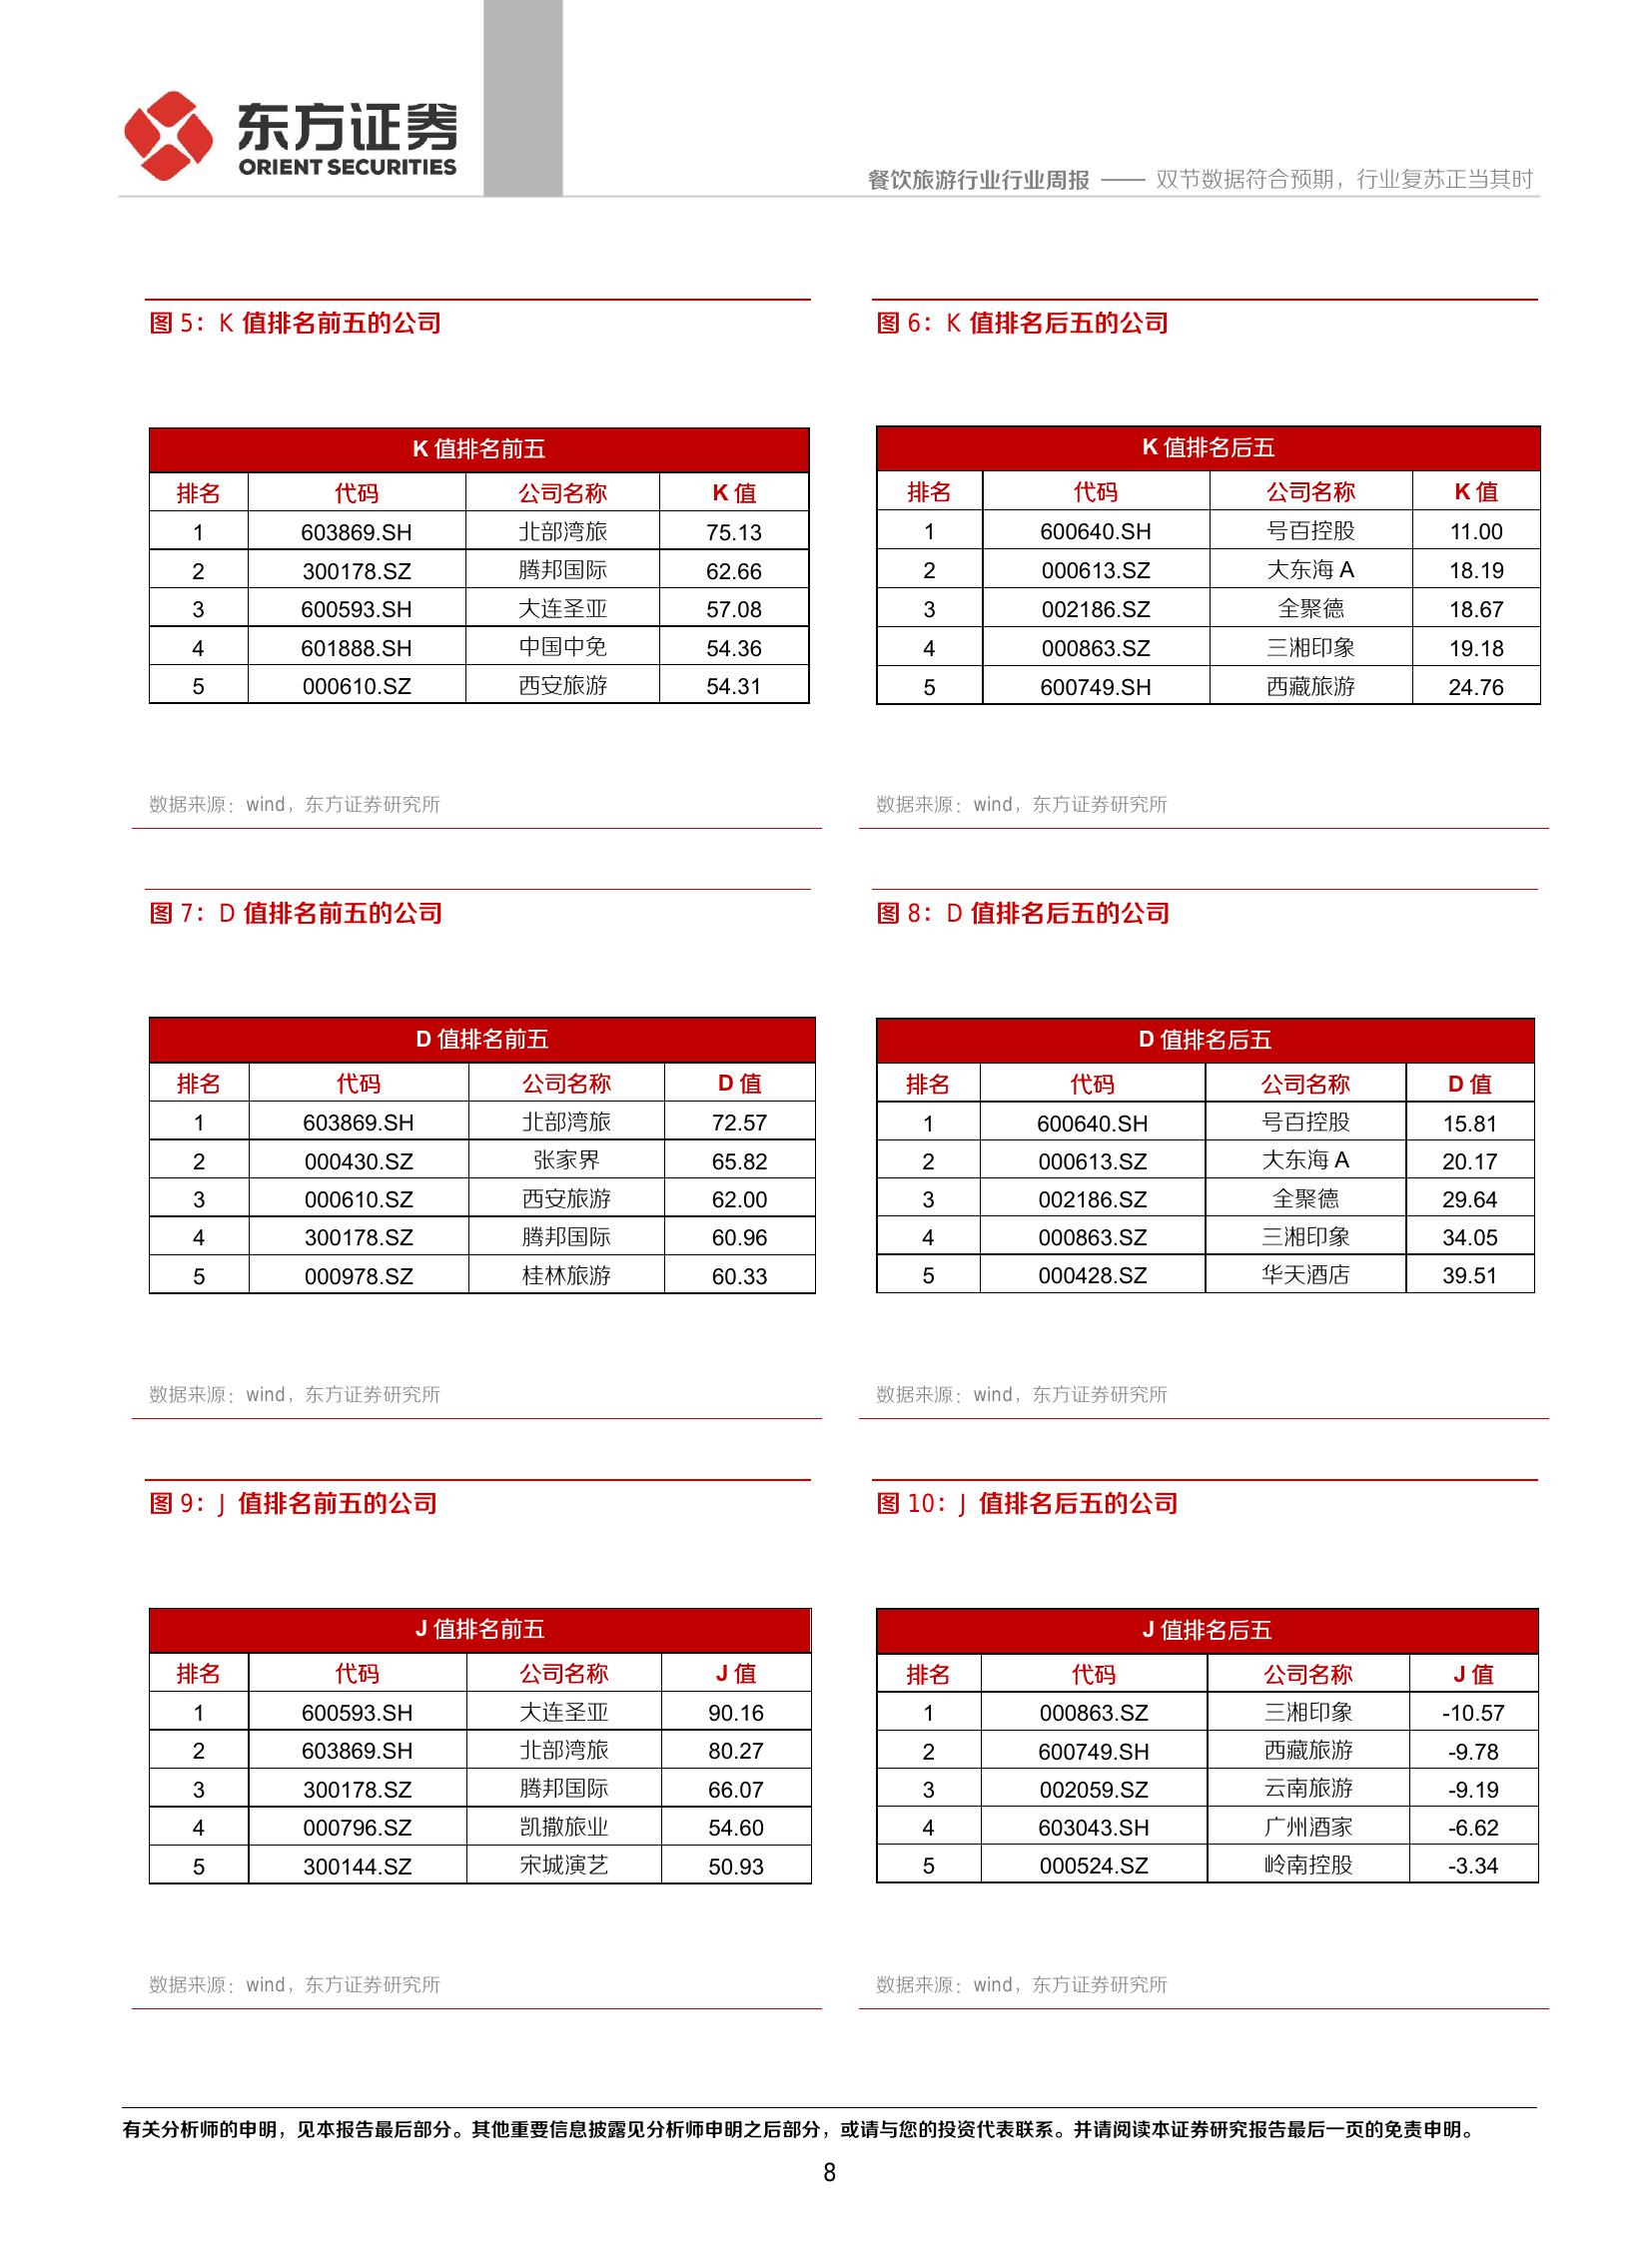 东方证券
ORIENT SECURITIES
餐饮旅游行业行业周报 —— 双节数据符合预期，行业复苏正当其时
图 5：K 值排名前五的公司
K 值排名前五
排名 代码 公司名称 K 值
1 603869.SH 北部湾旅 75.13
2 300178.SZ 腾邦国际 62.66
3 600593.SH 大连圣亚 57.08
4 601888.SH 中国中免 54.36
5 000610.SZ 西安旅游 54.31
数据来源：wind，东方证券研究所
图 6：K 值排名后五的公司
K 值排名后五
排名 代码 公司名称 K 值
1 600640.SH 号百控股 11.00
2 000613.SZ 大东海 A 18.19
3 002186.SZ 全聚德 18.67
4 000863.SZ 三湘印象 19.18
5 600749.SH 西藏旅游 24.76
数据来源：wind，东方证券研究所
图 7：D 值排名前五的公司
D 值排名前五
排名 代码 公司名称 D 值
1 603869.SH 北部湾旅 72.57
2 000430.SZ 张家界 65.82
3 000610.SZ 西安旅游 62.00
4 300178.SZ 腾邦国际 60.96
5 000978.SZ 桂林旅游 60.33
数据来源：wind，东方证券研究所
图 8：D 值排名后五的公司
D 值排名后五
排名 代码 公司名称 D 值
1 600640.SH 号百控股 15.81
2 000613.SZ 大东海 A 20.17
3 002186.SZ 全聚德 29.64
4 000863.SZ 三湘印象 34.05
5 000428.SZ 华天酒店 39.51
数据来源：wind，东方证券研究所
图 9：J 值排名前五的公司
J 值排名前五
排名 代码 公司名称 J 值
1 600593.SH 大连圣亚 90.16
2 603869.SH 北部湾旅 80.27
3 300178.SZ 腾邦国际 66.07
4 000796.SZ 凯撒旅业 54.60
5 300144.SZ 宋城演艺 50.93
数据来源：wind，东方证券研究所
图 10：J 值排名后五的公司
J 值排名后五
排名 代码 公司名称 J 值
1 000863.SZ 三湘印象 -10.57
2 600749.SH 西藏旅游 -9.78
3 002059.SZ 云南旅游 -9.19
4 603043.SH 广州酒家 -6.62
5 000524.SZ 岭南控股 -3.34
数据来源：wind，东方证券研究所
有关分析师的申明，见本报告最后部分。其他重要信息披露见分析师申明之后部分，或请与您的投资代表联系。并请阅读本证券研究报告最后一页的免责申明。
8